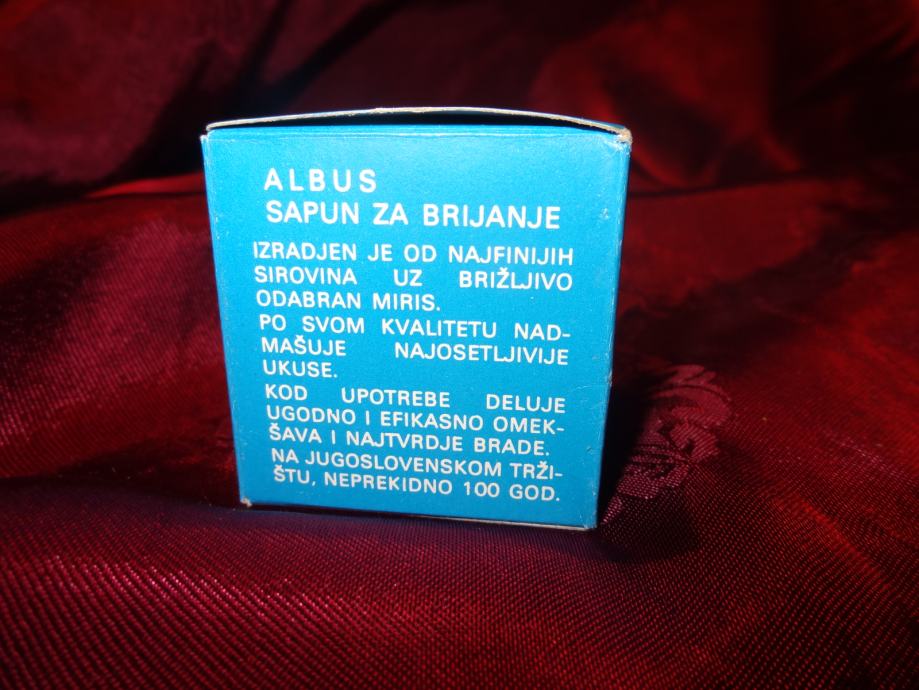 ALBUS
SAPUN ZA BRIJANJE
IZRADJEN JE OD NAJFINIJIH
SIROVINA UZ BRIŽLJIVO
ODABRAN MIRIS.
PO SVOM KVALITETU NAD-
MAŠUJE NAJOSETLJIVIJE
UKUSE.
KOD UPOTREBE DELUJE
UGODNO I EFIKASNO OMEK-
ŠAVA I NAJTVRDJE BRADE.
NA JUGOSLOVENSKOM TRŽI-
ŠTU, NEPREKIDNO 100 GOD.